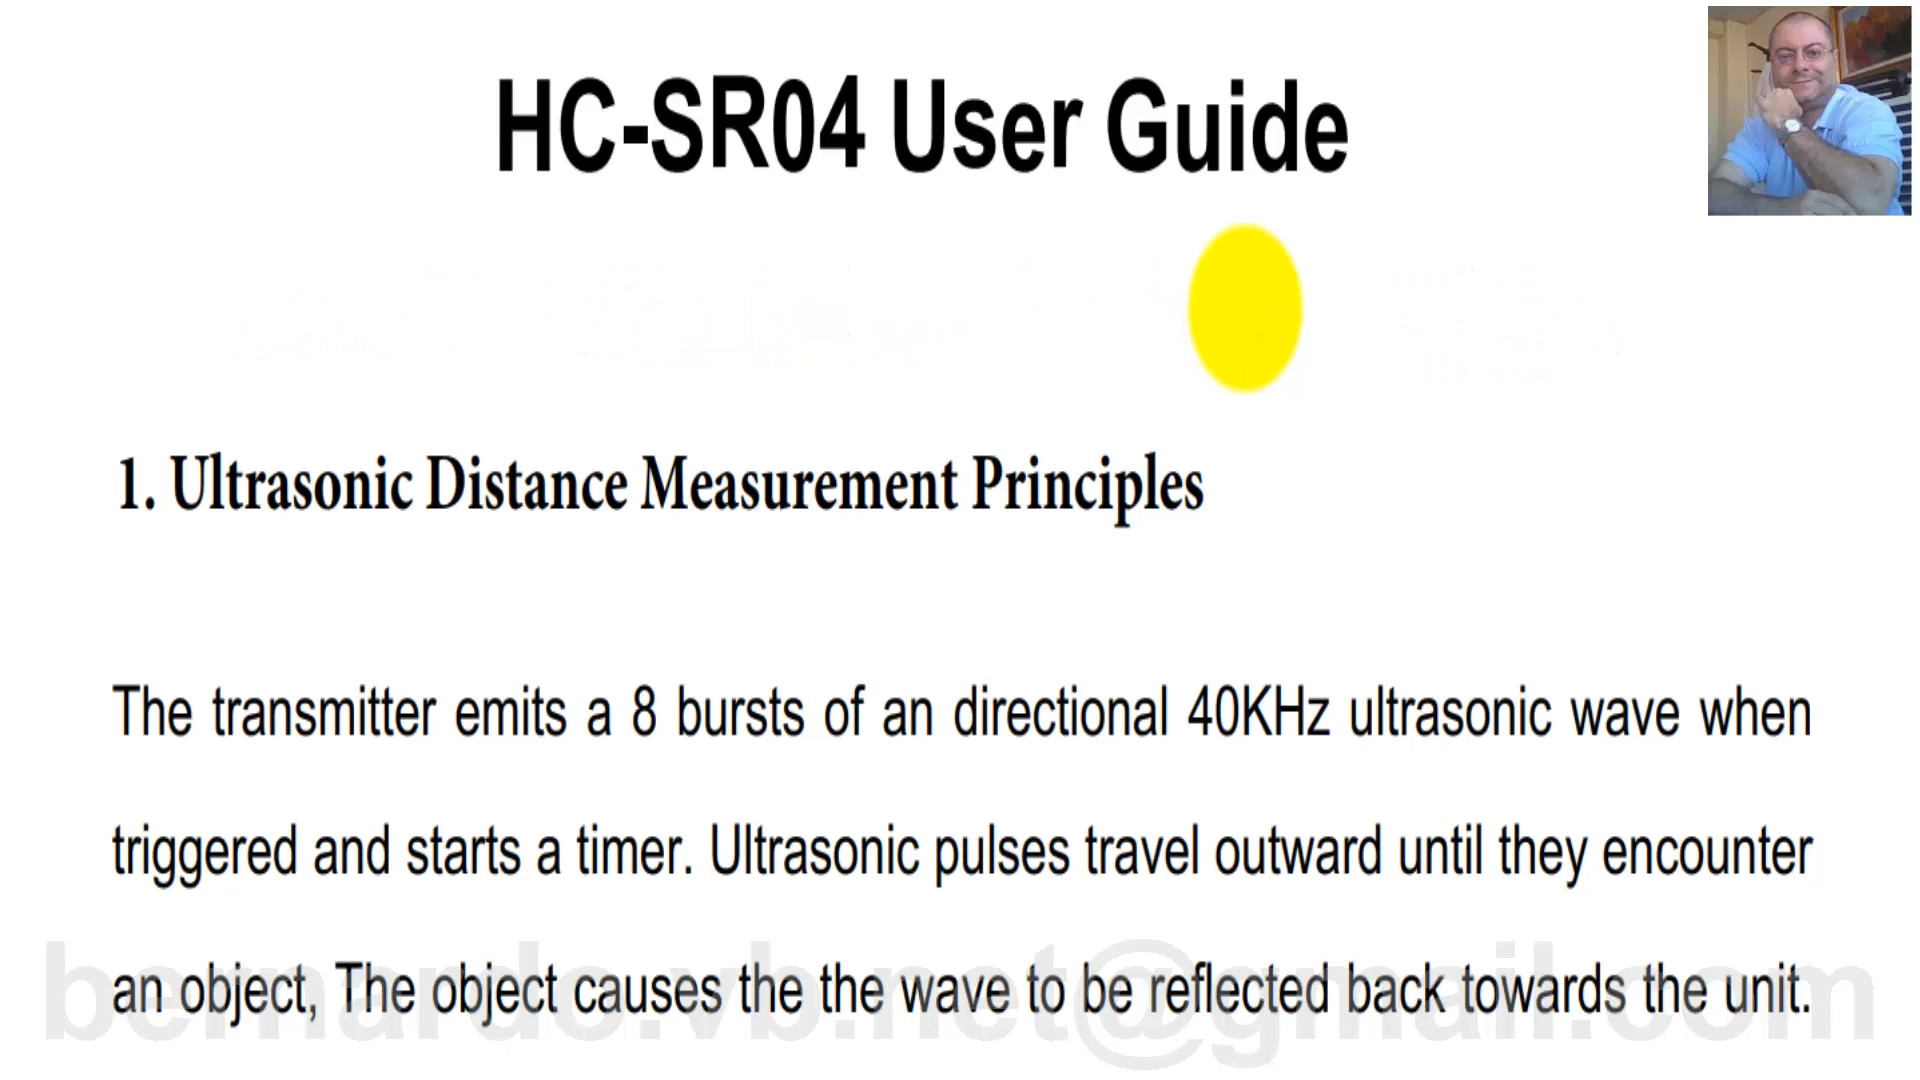 HC-SR04 User Guide
1. Ultrasonic Distance Measurement Principles
The transmitter emits a 8 bursts of an directional 40KHz ultrasonic wave when
triggered and starts a timer. Ultrasonic pulses travel outward until they encounter
an object, The object causes the the wave to be reflected back towards the unit.
bernardo.vb.net@gmail.com